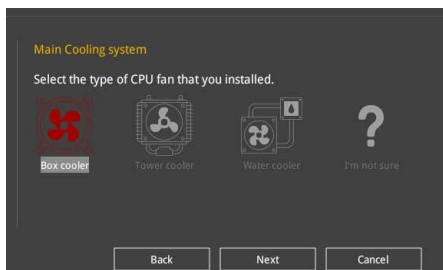 Main Cooling system
Select the type of CPU fan that you installed.
?
Box cooler Tower cooler Water cooler I'm not sure
Back Next Cancel